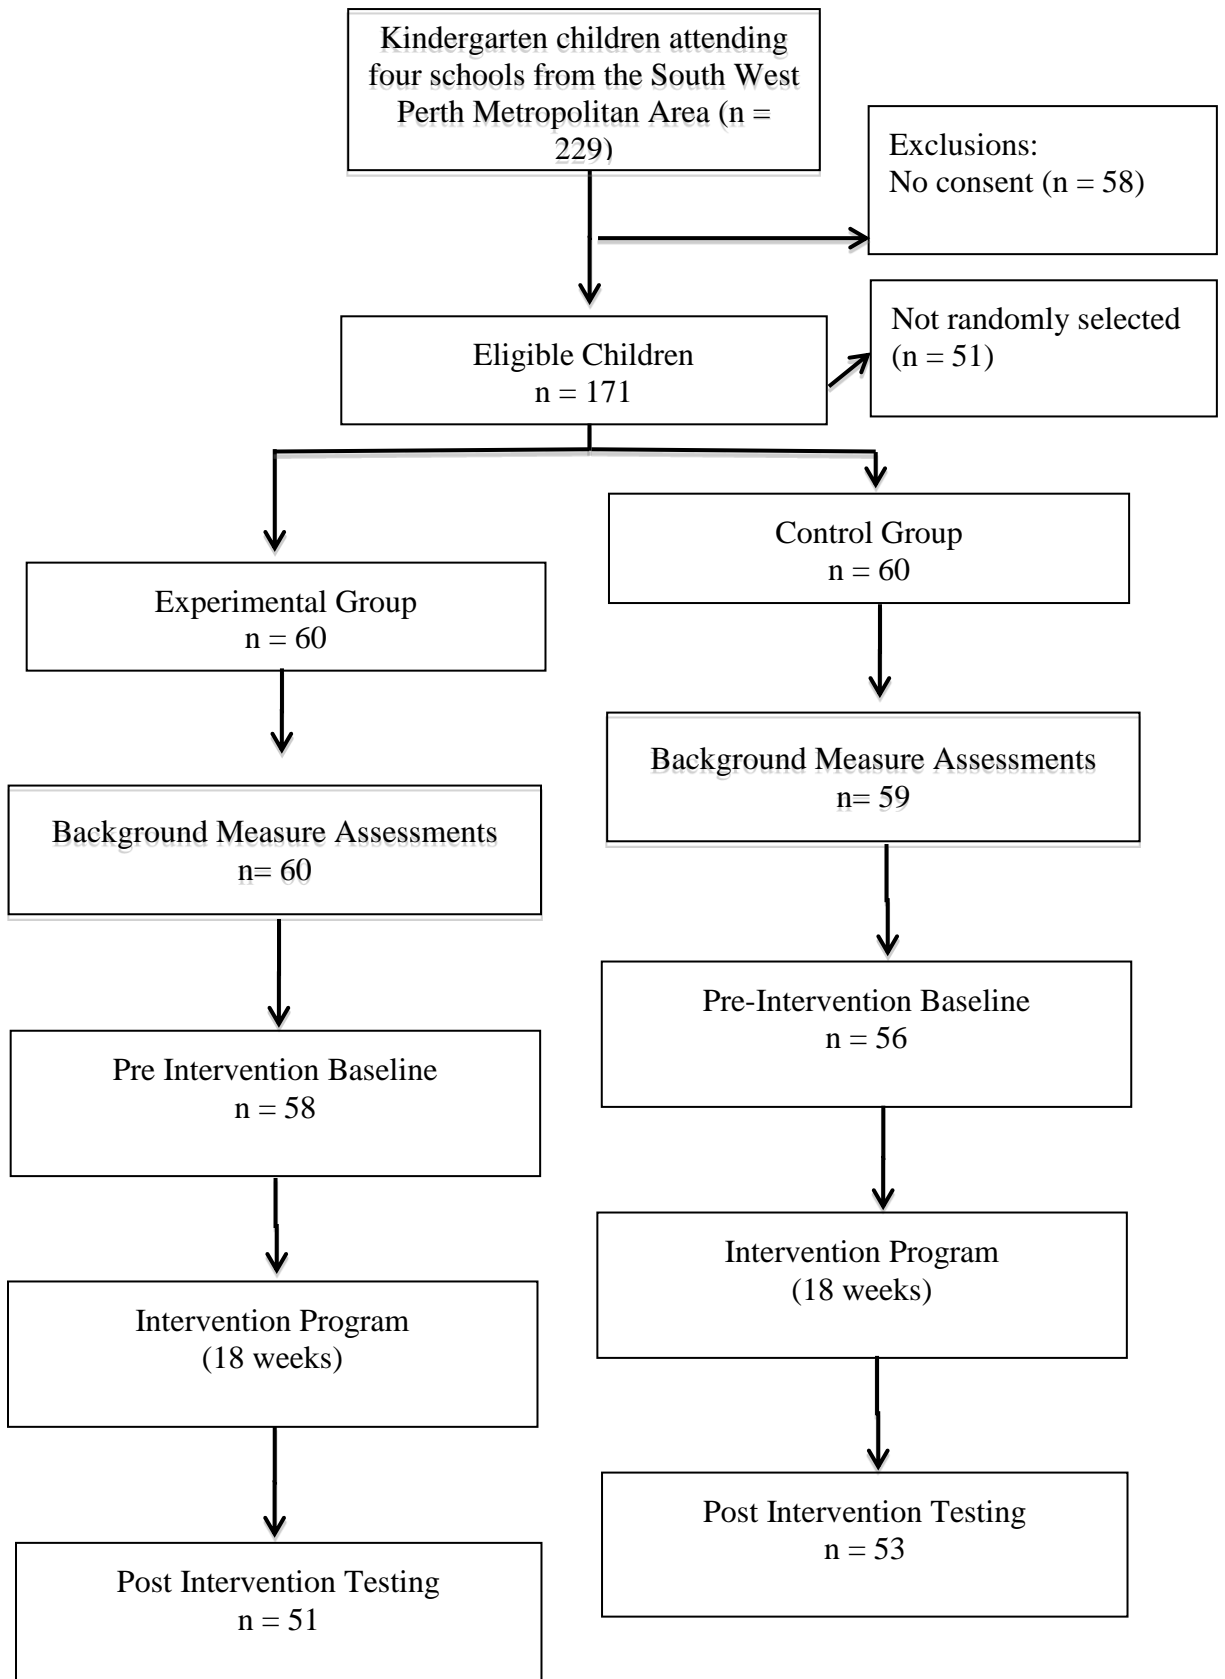 Kindergarten children attending
four schools from the South West
Perth Metropolitan Area (n =
229)
Exclusions:
No consent (n = 58)
Eligible Children
n = 171
Not randomly selected
(n = 51)
Control Group
n = 60
Experimental Group
n = 60
Background Measure Assessments
n= 59
Background Measure Assessments
n= 60
Pre-Intervention Baseline
n = 56
Pre Intervention Baseline
n = 58
Intervention Program
(18 weeks)
Intervention Program
(18 weeks)
Post Intervention Testing
n = 53
Post Intervention Testing
n = 51